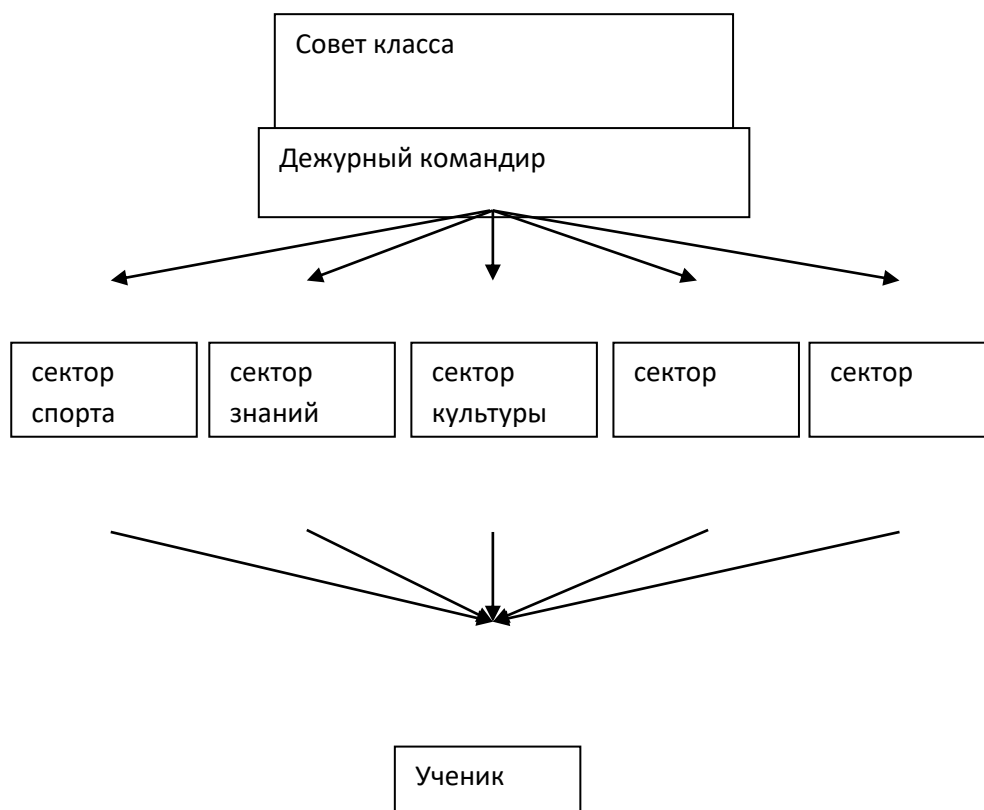 Совет класса
Дежурный командир
сектор
спорта
сектор
знаний
сектор
культуры
сектор
сектор
Ученик